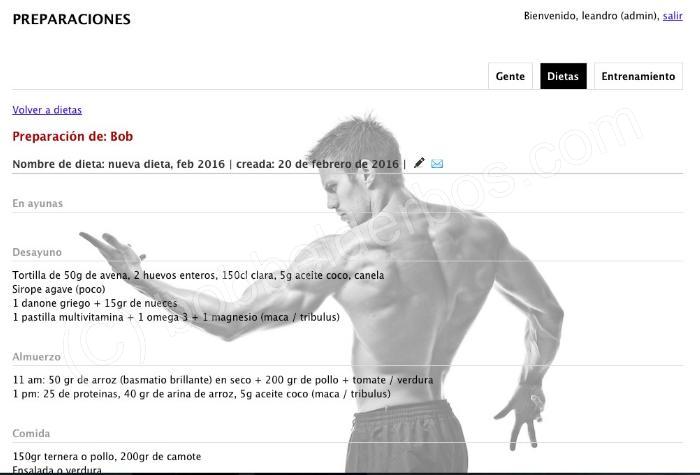 PREPARACIONES
Bienvenido, leandro (admin), salir
Gente Dietas Entrenamiento
Volver a dietas
Preparación de: Bob
Nombre de dieta: nueva dieta, feb 2016 | creada: 20 de febrero de 2016 |
En ayunas
Desayuno
Tortilla de 50g de avena, 2 huevos enteros, 150cl clara, 5g aceite coco, canela
Sirope agave (poco)
1 danone griego + 15gr de nueces
1 pastilla multivitamina + 1 omega 3 + 1 magnesio (maca / tribulus)
Almuerzo
11 am: 50 gr de arroz (basmatio brillante) en seco + 200 gr de pollo + tomate / verdura
1 pm: 25 de proteinas, 40 gr de arina de arroz, 5g aceite coco (maca / tribulus)
Comida
150gr ternera o pollo, 200gr de camote
Ensalada o verdura